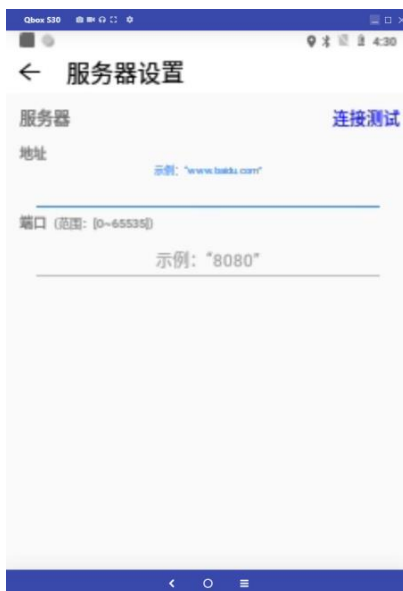 Qbox S30
4:30
← 服务器设置
服务器 连接测试
地址
示例："www.baidu.com"
端口 (范围：[0~65535])
示例："8080"